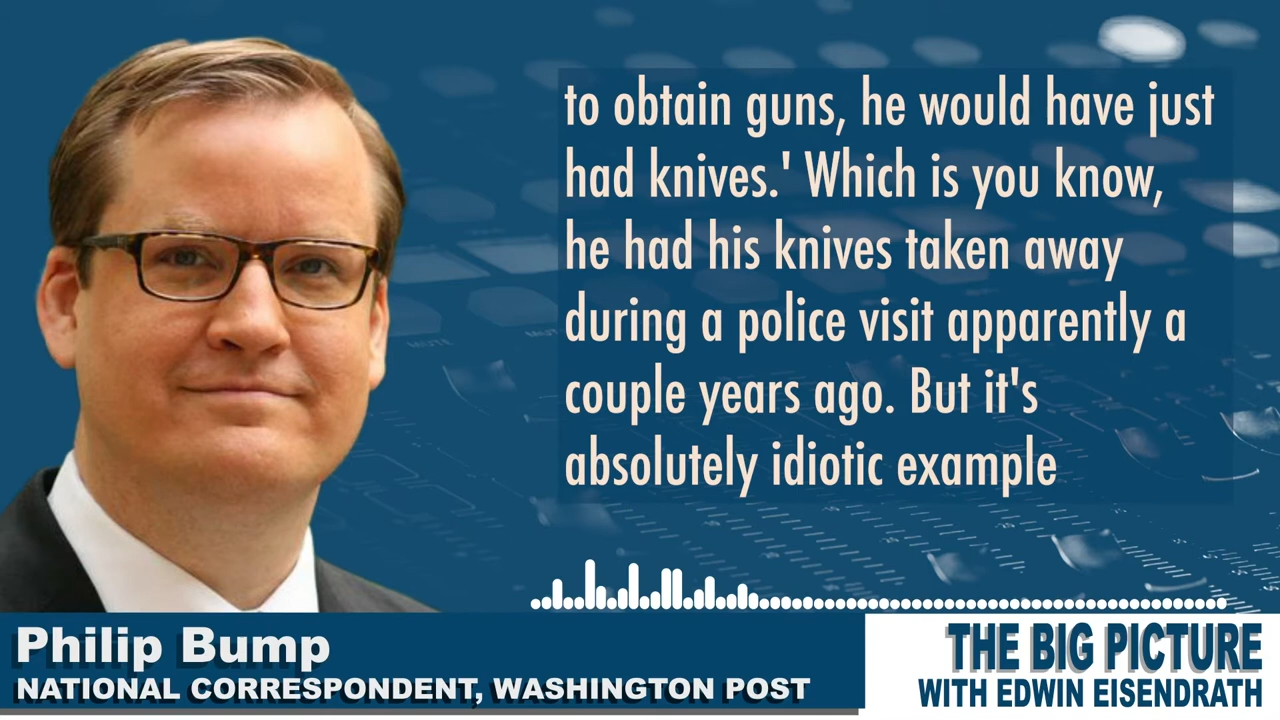 to obtain guns, he would have just
had knives.' Which is you know,
he had his knives taken away
during a police visit apparently a
couple years ago. But it's
absolutely idiotic example
Philip Bump
NATIONAL CORRESPONDENT, WASHINGTON POST
THE BIG PICTURE
WITH EDWIN EISENDRATH